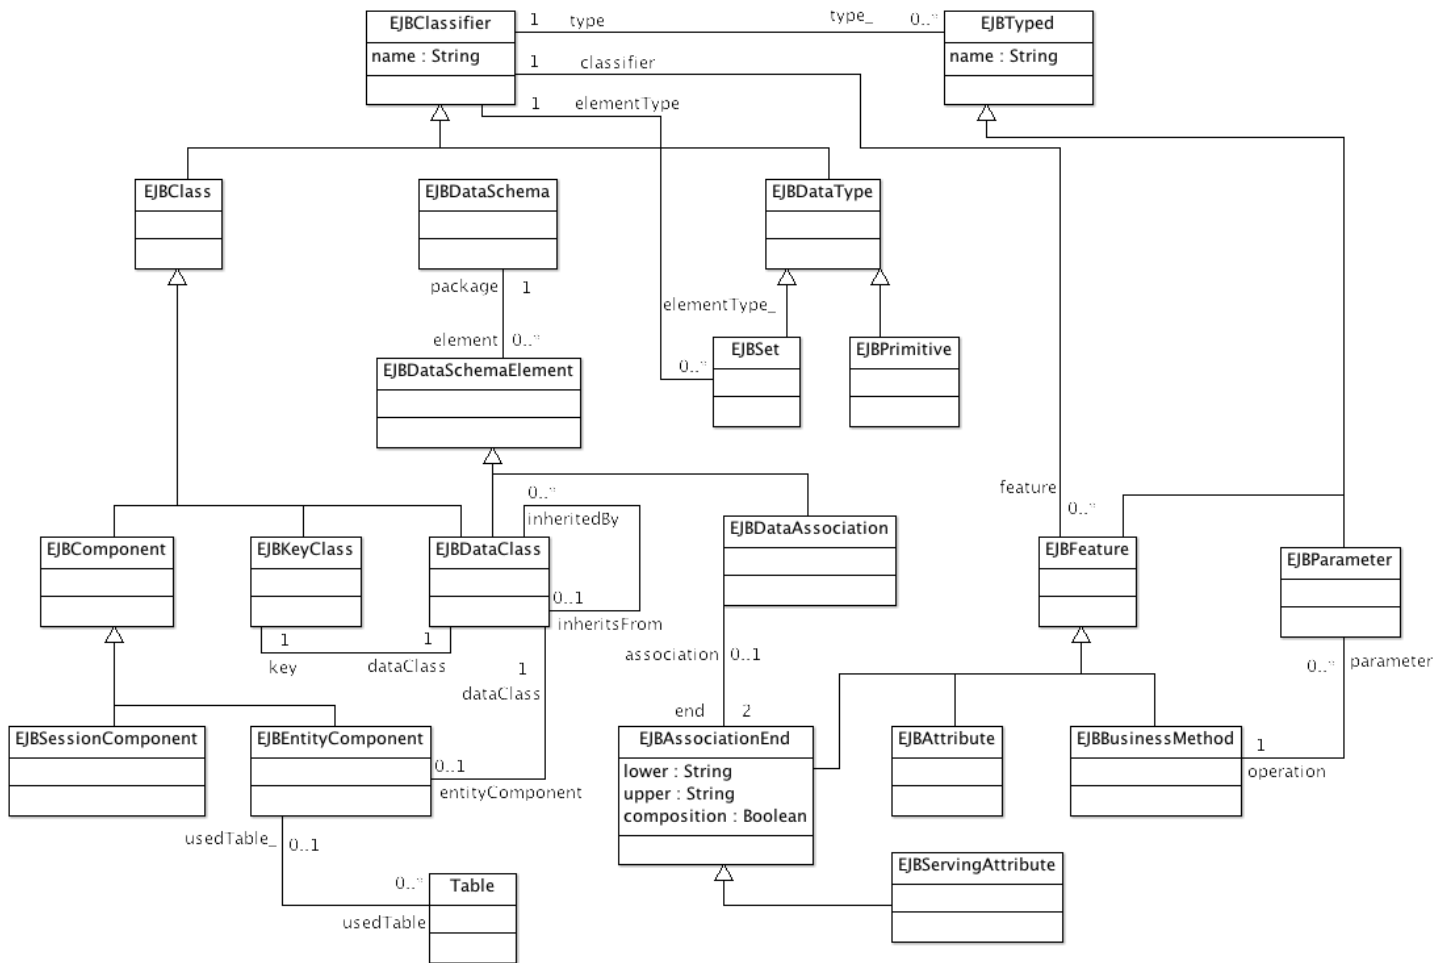 EJBClassifier
name : String
1 type
type_ 0..*
EJBTyped
name : String
1 classifier
1 elementType
EJBClass
EJBDataSchema
EJBDataType
package 1
elementType_
element 0..*
EJBDataSchemaElement
0..*
EJBSet
EJBPrimitive
0..*
inheritedBy
feature
0..*
EJBComponent
EJBKeyClass
EJBDataClass
EJBDataAssociation
EJBFeature
EJBParameter
0..1
inheritsFrom
1
key
1
dataClass
1
dataClass
association 0..1
0..* parameter
end 2
EJBSessionComponent
EJBEntityComponent
EJBAssociationEnd
lower : String
upper : String
composition : Boolean
EJBAttribute
EJBBusinessMethod
1
operation
0..1
entityComponent
usedTable_ 0..1
EJBServingAttribute
0..*
usedTable
Table